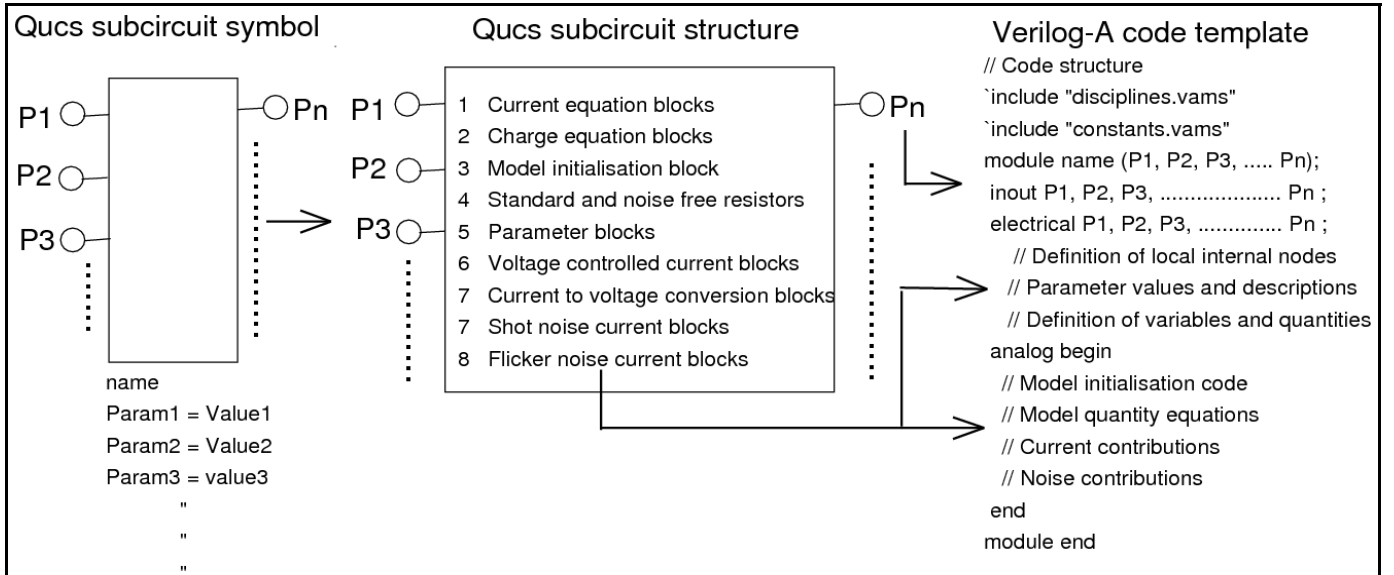 Qucs subcircuit symbol
P1
P2
P3
Pn
name
Param1 = Value1
Param2 = Value2
Param3 = value3
"
"
"
Qucs subcircuit structure
P1
P2
P3
Pn
1 Current equation blocks
2 Charge equation blocks
3 Model initialisation block
4 Standard and noise free resistors
5 Parameter blocks
6 Voltage controlled current blocks
7 Current to voltage conversion blocks
7 Shot noise current blocks
8 Flicker noise current blocks
Verilog-A code template
// Code structure
`include "disciplines.vams"
`include "constants.vams"
module name (P1, P2, P3, ..... Pn);
inout P1, P2, P3, .................... Pn ;
electrical P1, P2, P3, .............. Pn ;
// Definition of local internal nodes
// Parameter values and descriptions
// Definition of variables and quantities
analog begin
// Model initialisation code
// Model quantity equations
// Current contributions
// Noise contributions
end
module end